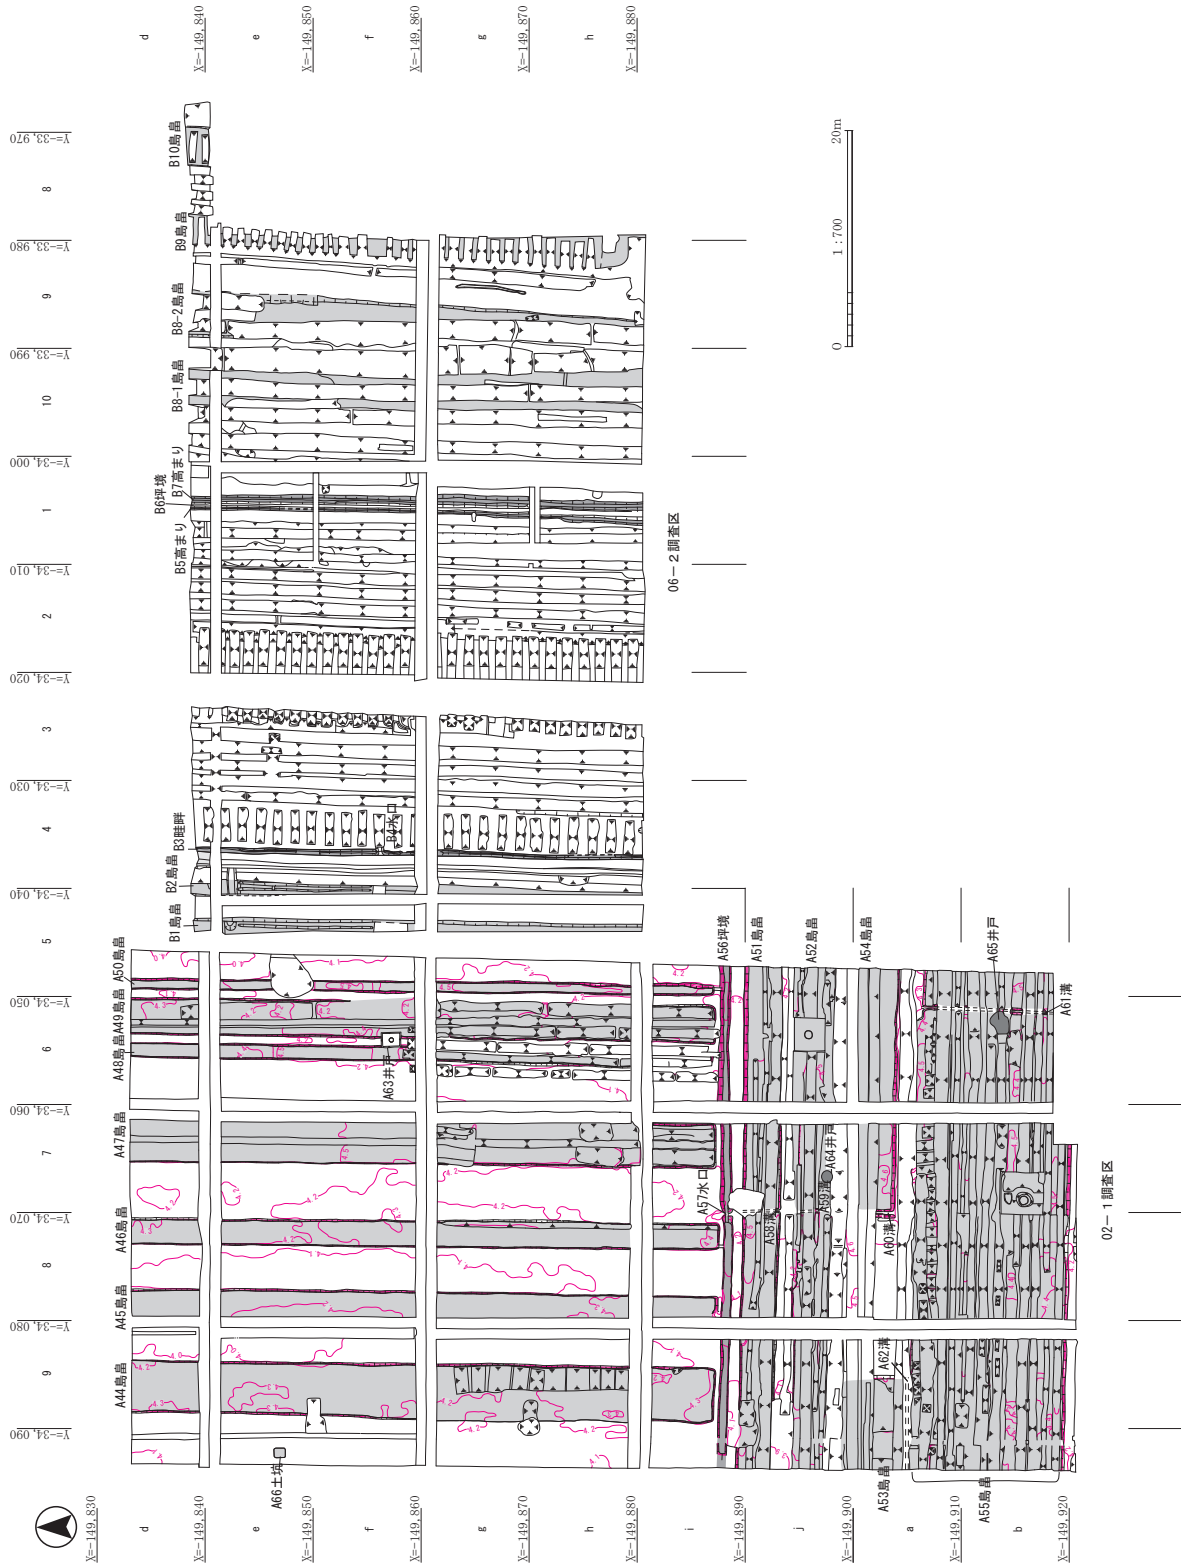 X=-149,840
X=-149,850
X=-149,860
X=-149,870
X=-149,880
d
e
f
g
h
Y=-33,970
8
Y=-33,980
9
Y=-33,990
10
Y=-34,000
1
Y=-34,010
2
Y=-34,020
3
Y=-34,030
4
Y=-34,040
5
Y=-34,050
6
Y=-34,060
7
Y=-34,070
8
Y=-34,080
9
Y=-34,090
B10島畠
B9島畠
B8-2島畠
B8-1島畠
B7高まり
B6坪境
B5高まり
B4水口
B3畦畔
B2島畠
B1島畠
06-2調査区
0
1:700
20m
A50島畠
A49島畠
A48島畠
A47島畠
A46島畠
A45島畠
A44島畠
A63井戸
A66土坑
A56坪境
A51島畠
A52島畠
A54島畠
A65井戸
A61溝
A57水口
A58溝
A64井戸
A59溝
A60溝
A62溝
A53島畠
A55島畠
02-1調査区
4.0
4.1
4.2
4.3
4.5
4.6
X=-149,830
X=-149,840
X=-149,850
X=-149,860
X=-149,870
X=-149,880
X=-149,890
X=-149,900
X=-149,910
X=-149,920
d
e
f
g
h
i
j
a
b